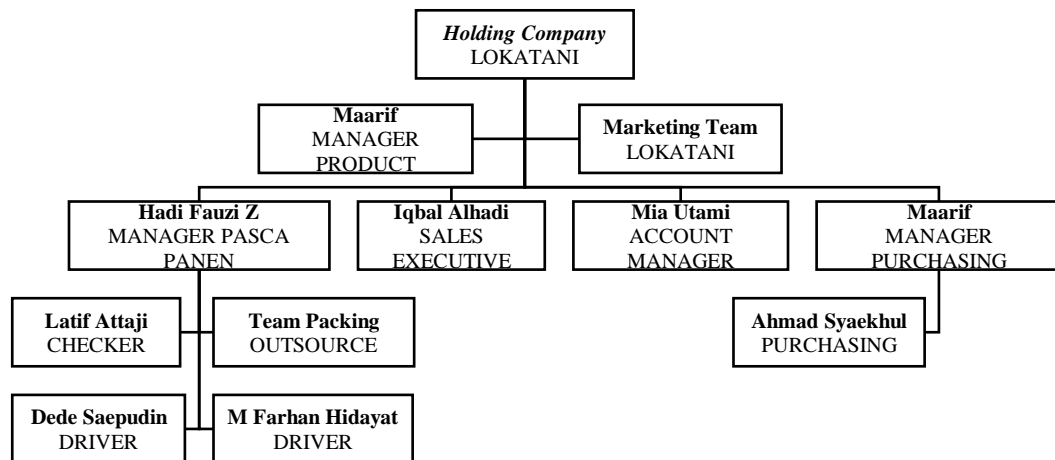 Holding Company
LOKATANI
Maarif
MANAGER
PRODUCT
Marketing Team
LOKATANI
Hadi Fauzi Z
MANAGER PASCA
PANEN
Iqbal Alhadi
SALES
EXECUTIVE
Mia Utami
ACCOUNT
MANAGER
Maarif
MANAGER
PURCHASING
Latif Attaji
CHECKER
Team Packing
OUTSOURCE
Ahmad Syaekhul
PURCHASING
Dede Saepudin
DRIVER
M Farhan Hidayat
DRIVER